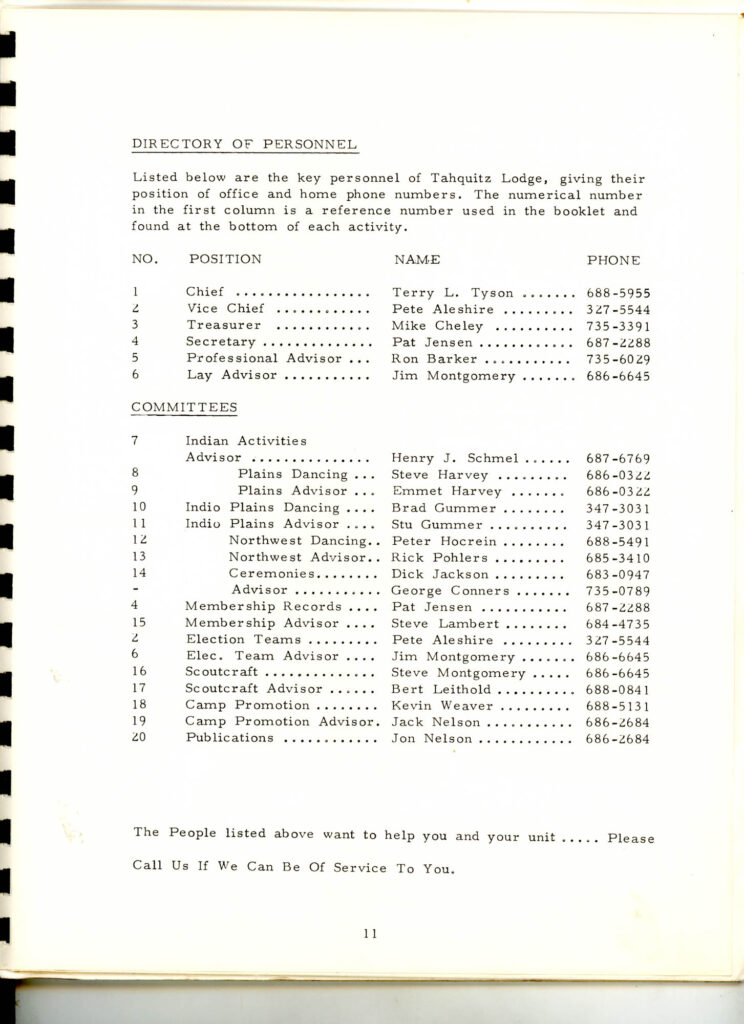 DIRECTORY OF PERSONNEL
Listed below are the key personnel of Tahquitz Lodge, giving their
position of office and home phone numbers. The numerical number
in the first column is a reference number used in the booklet and
found at the bottom of each activity.
NO. POSITION NAME PHONE
1 Chief ................. Terry L. Tyson ....... 688-5955
2 Vice Chief ............ Pete Aleshire ......... 327-5544
3 Treasurer ............ Mike Cheley .......... 735-3391
4 Secretary .............. Pat Jensen ............ 687-2288
5 Professional Advisor ... Ron Barker ........... 735-6029
6 Lay Advisor ........... Jim Montgomery ....... 686-6645
COMMITTEES
7 Indian Activities
Advisor ............... Henry J. Schmel ...... 687-6769
8 Plains Dancing ... Steve Harvey ......... 686-0322
9 Plains Advisor ... Emmet Harvey ....... 686-0322
10 Indio Plains Dancing .... Brad Gummer ........ 347-3031
11 Indio Plains Advisor .... Stu Gummer .......... 347-3031
12 Northwest Dancing.. Peter Hocrein ........ 688-5491
13 Northwest Advisor.. Rick Pohlers .......... 685-3410
14 Ceremonies........ Dick Jackson ......... 683-0947
- Advisor ........... George Conners ....... 735-0789
4 Membership Records .... Pat Jensen ........... 687-2288
15 Membership Advisor .... Steve Lambert ........ 684-4735
2 Election Teams ......... Pete Aleshire ......... 327-5544
6 Elec. Team Advisor .... Jim Montgomery ....... 686-6645
16 Scoutcraft .............. Steve Montgomery ..... 686-6645
17 Scoutcraft Advisor ...... Bert Leithold .......... 688-0841
18 Camp Promotion ........ Kevin Weaver ......... 688-5131
19 Camp Promotion Advisor. Jack Nelson ........... 686-2684
20 Publications ............ Jon Nelson ............ 686-2684
The People listed above want to help you and your unit ..... Please
Call Us If We Can Be Of Service To You.
11